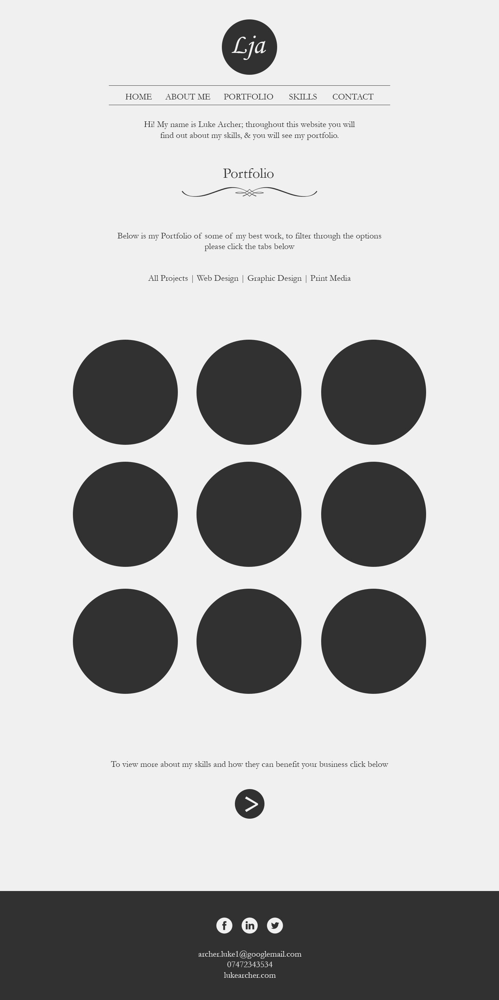 Lja
HOME ABOUT ME PORTFOLIO SKILLS CONTACT
Hi! My name is Luke Archer; throughout this website you will
find out about my skills, & you will see my portfolio.
Portfolio
Below is my Portfolio of some of my best work, to filter through the options
please click the tabs below
All Projects | Web Design | Graphic Design | Print Media
To view more about my skills and how they can benefit your business click below
>
f in
archer.luke1@googlemail.com
07472343534
lukearcher.com